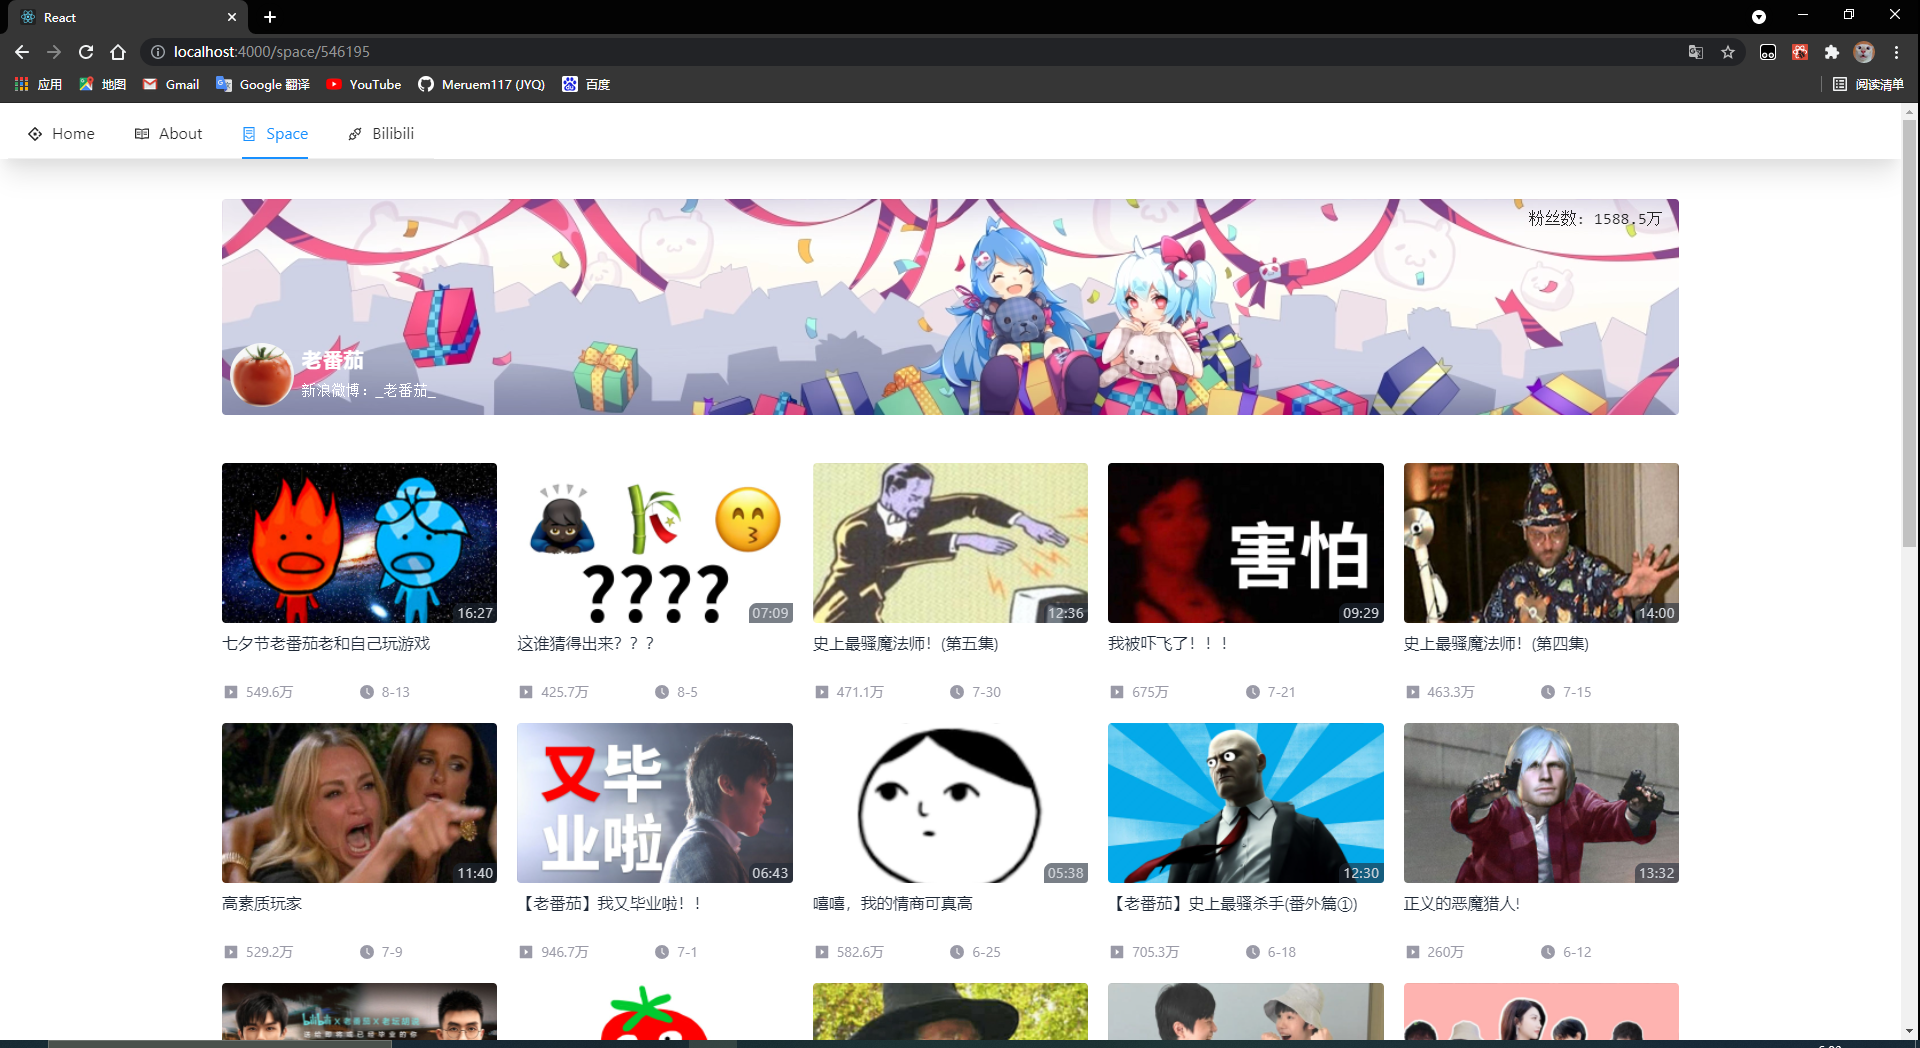 React
localhost:4000/space/546195
应用
地图
Gmail
Google 翻译
YouTube
Meruem117 (JYQ)
百度
阅读清单
Home
About
Space
Bilibili
粉丝数: 1588.5万
老番茄
新浪微博: _老番茄_
16:27
????
07:09
12:36
害怕
09:29
14:00
七夕节老番茄老和自己玩游戏
这谁猜得出来？？？
史上最骚魔法师！(第五集)
我被吓飞了！！！
史上最骚魔法师！(第四集)
549.6万
8-13
425.7万
8-5
471.1万
7-30
675万
7-21
463.3万
7-15
11:40
又毕
业啦
06:43
05:38
12:30
13:32
高素质玩家
【老番茄】我又毕业啦！！
嘻嘻，我的情商可真高
【老番茄】史上最骚杀手(番外篇①)
正义的恶魔猎人!
529.2万
7-9
946.7万
7-1
582.6万
6-25
705.3万
6-18
260万
6-12